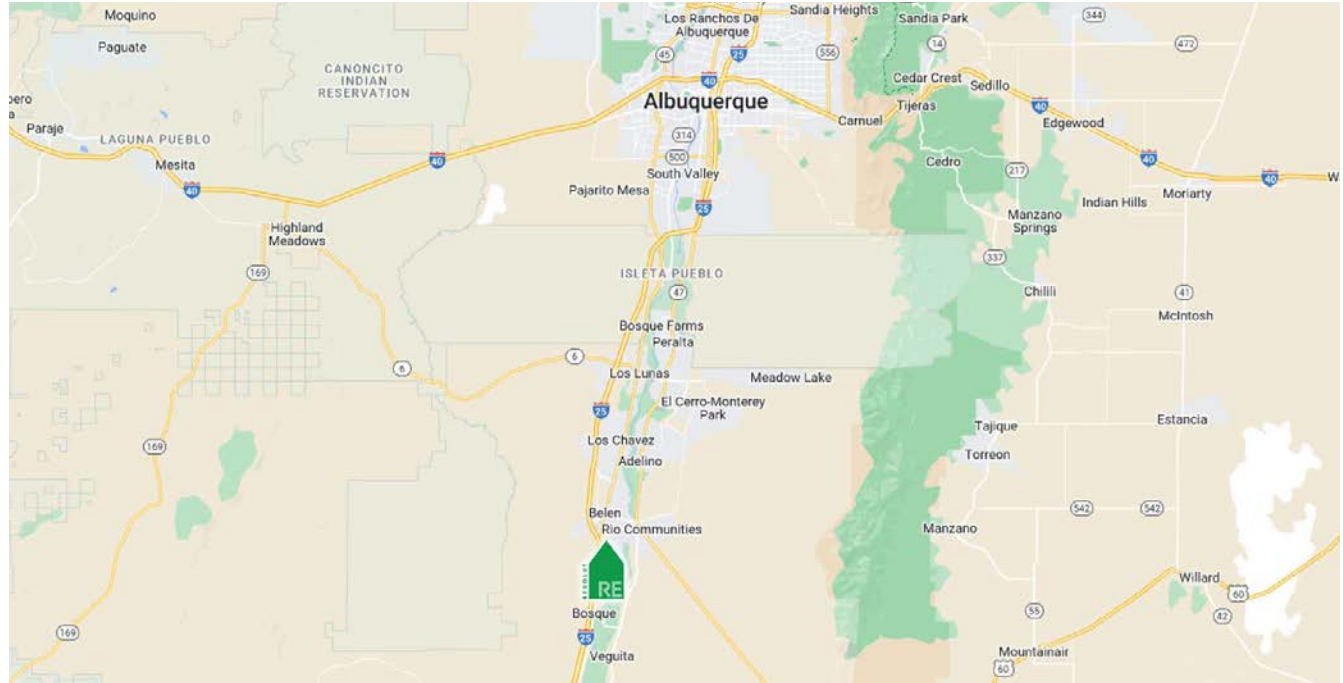 Moquino
Los Ranchos De
Albuquerque
Sandia Heights
Sandia Park
344
Paguate
45
25
556
14
472
CANONCITO
INDIAN
RESERVATION
40
Cedar Crest
Sedillo
Albuquerque
Tijeras
40
Paraje
314
Carnuel
Edgewood
LAGUNA PUEBLO
500
Mesita
40
Cedro
40
South Valley
217
40
Pajarito Mesa
Indian Hills
Moriarty
40
25
Highland
Meadows
Manzano
Springs
337
169
ISLETA PUEBLO
47
Chilili
41
McIntosh
Bosque Farms
Peralta
6
6
Los Lunas
Meadow Lake
El Cerro-Monterey
Park
25
Estancia
Tajique
Los Chavez
169
Torreon
Adelino
542
542
Belen
Rio Communities
Manzano
RESOLUT
RE
Willard
60
Bosque
55
42
169
25
Veguita
Mountainair
60